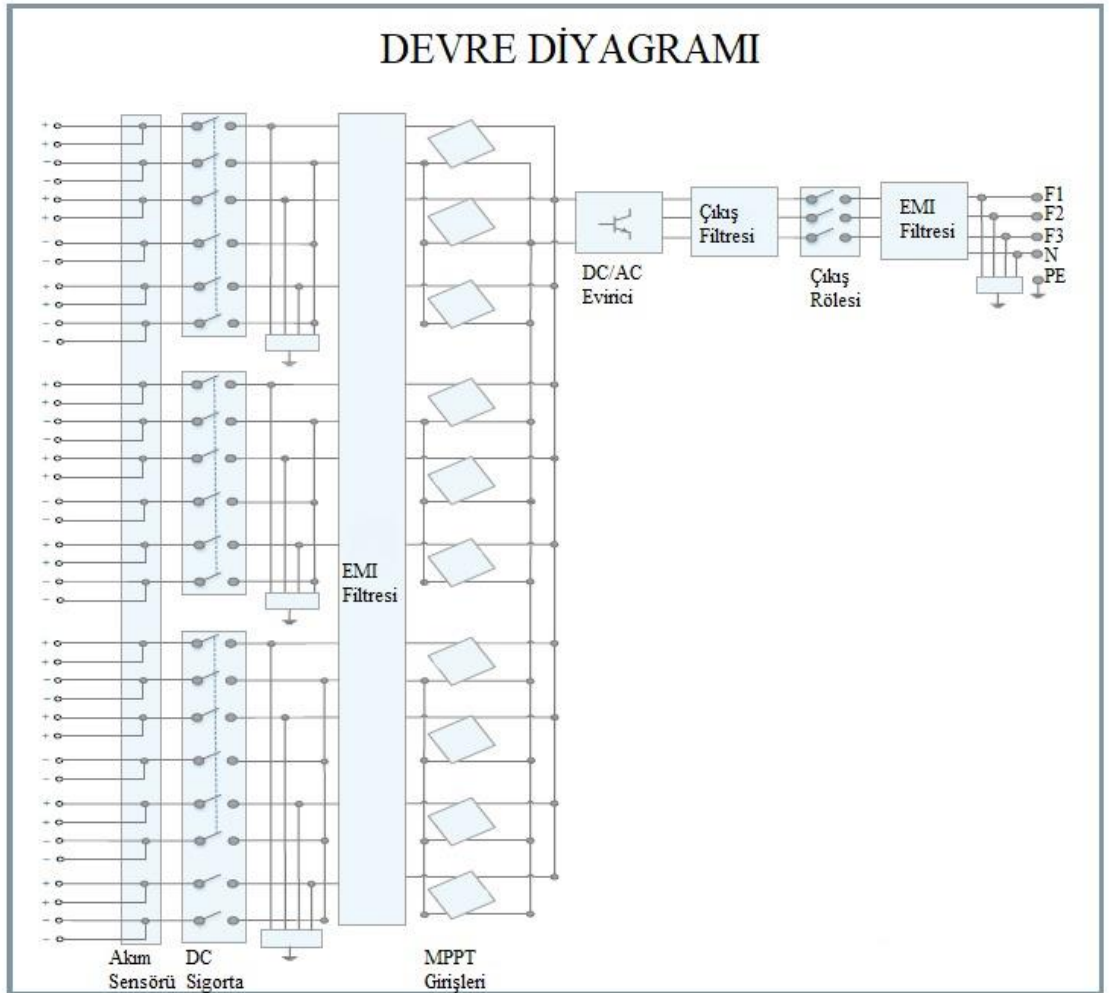 DEVRE DİYAGRAMI
+
+
−
−
+
+
−
−
+
+
−
−
+
+
−
−
+
+
−
−
+
+
−
−
+
+
−
−
+
+
−
−
+
+
−
−
+
+
−
−
EMI
Filtresi
DC/AC
Evirici
Çıkış
Filtresi
Çıkış
Rölesi
EMI
Filtresi
F1
F2
F3
N
PE
Akım
Sensörü
DC
Sigorta
MPPT
Girişleri